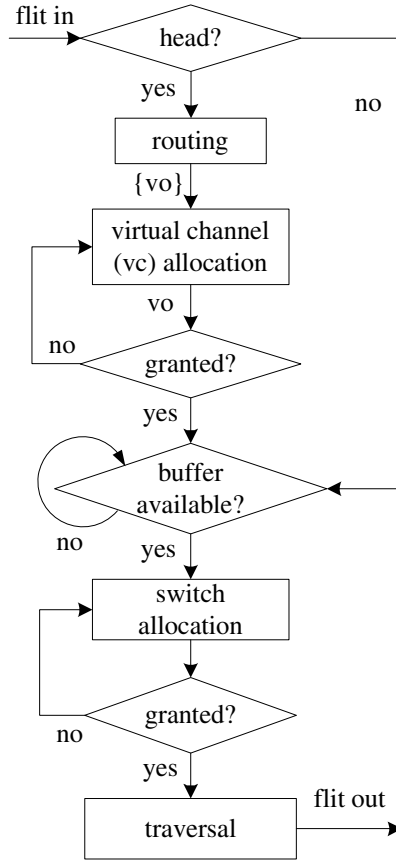 flit in
head?
yes
no
routing
{vo}
virtual channel
(vc) allocation
vo
no
granted?
yes
buffer
available?
no
yes
switch
allocation
granted?
no
yes
flit out
traversal